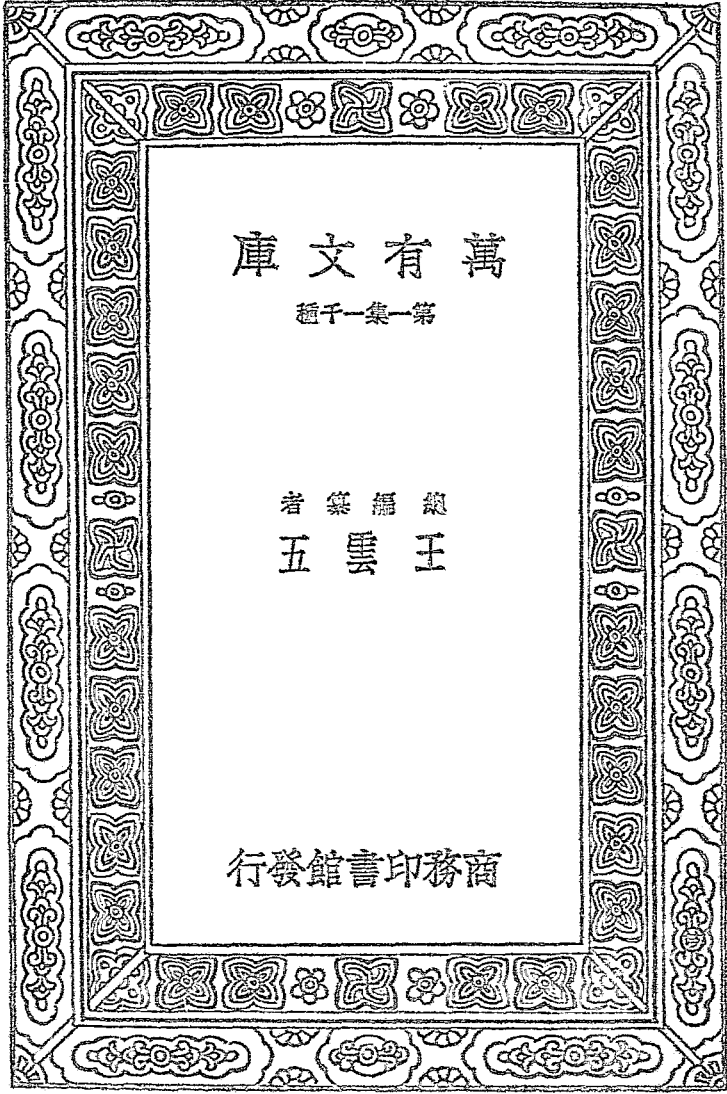 萬有文庫
第一集一千種
總編纂者
王雲五
商務印書館發行